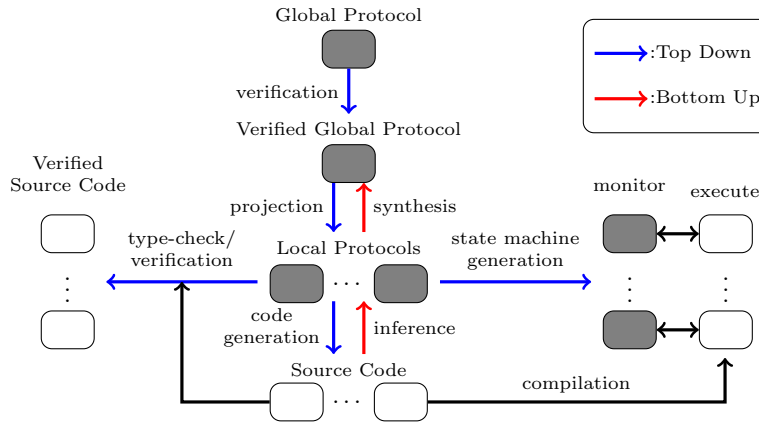 Global Protocol
:Top Down
verification
:Bottom Up
Verified Global Protocol
Verified
Source Code
monitor
execute
projection
synthesis
type-check/
verification
Local Protocols
state machine
generation
⋮
···
⋮
⋮
code
generation
inference
Source Code
···
compilation